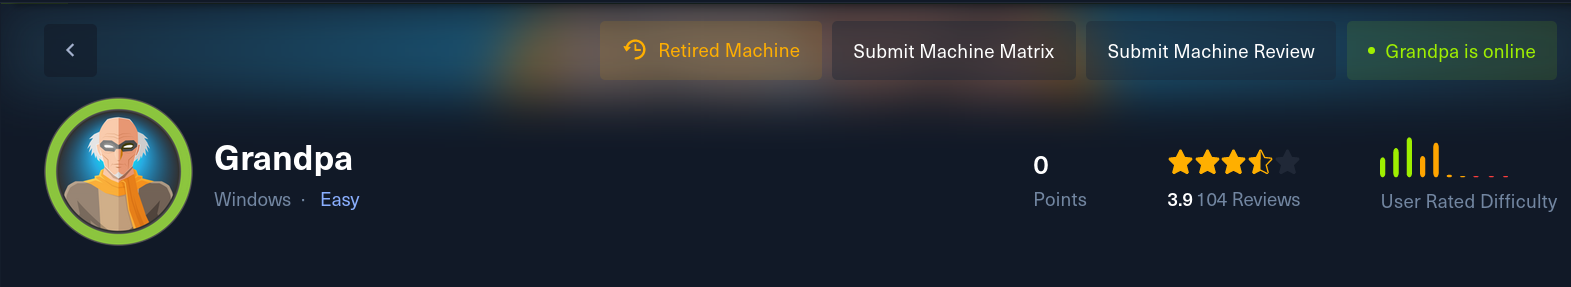 Retired Machine
Submit Machine Matrix
Submit Machine Review
Grandpa is online
Grandpa
Windows · Easy
0
Points
3.9 104 Reviews
User Rated Difficulty